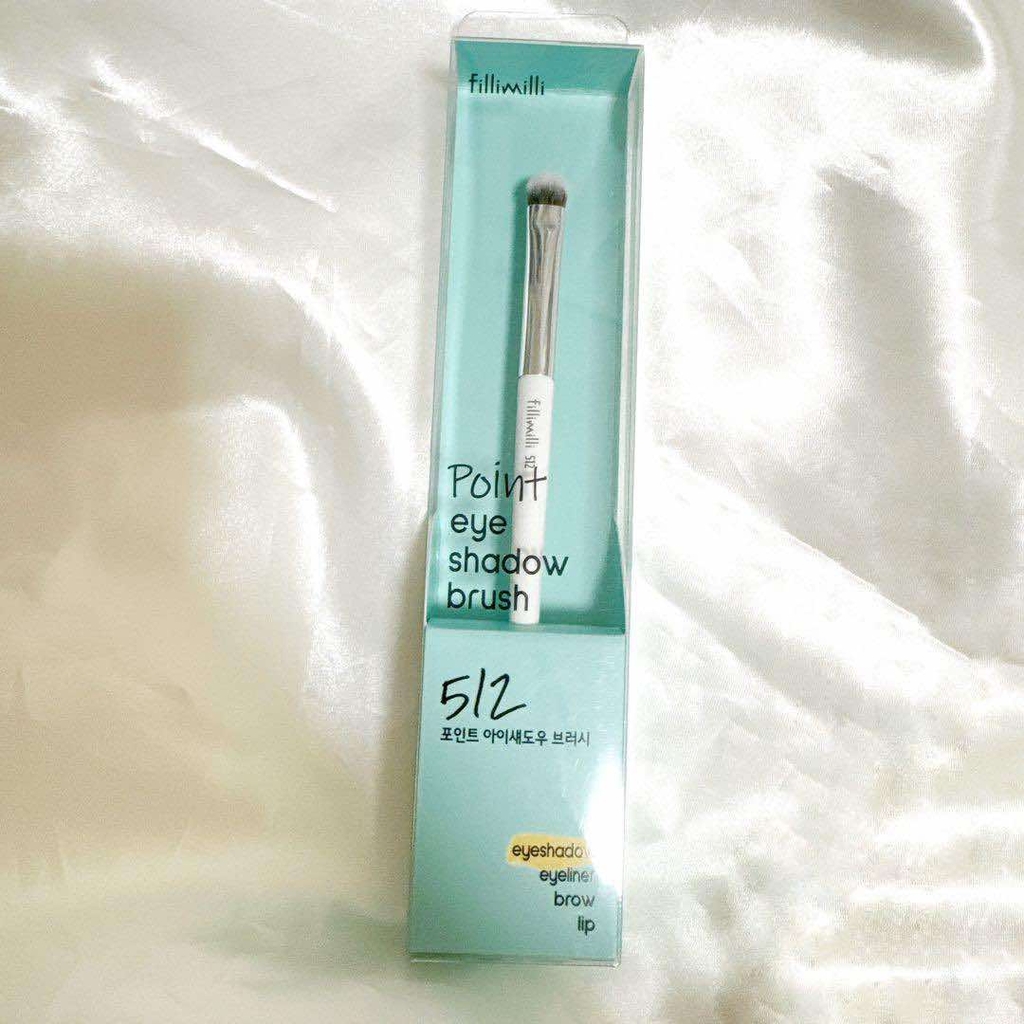 fillimilli
fillimilli 512
Point
eye
shadow
brush
512
포인트 아이섀도우 브러시
eyeshadow
eyeliner
brow
lip